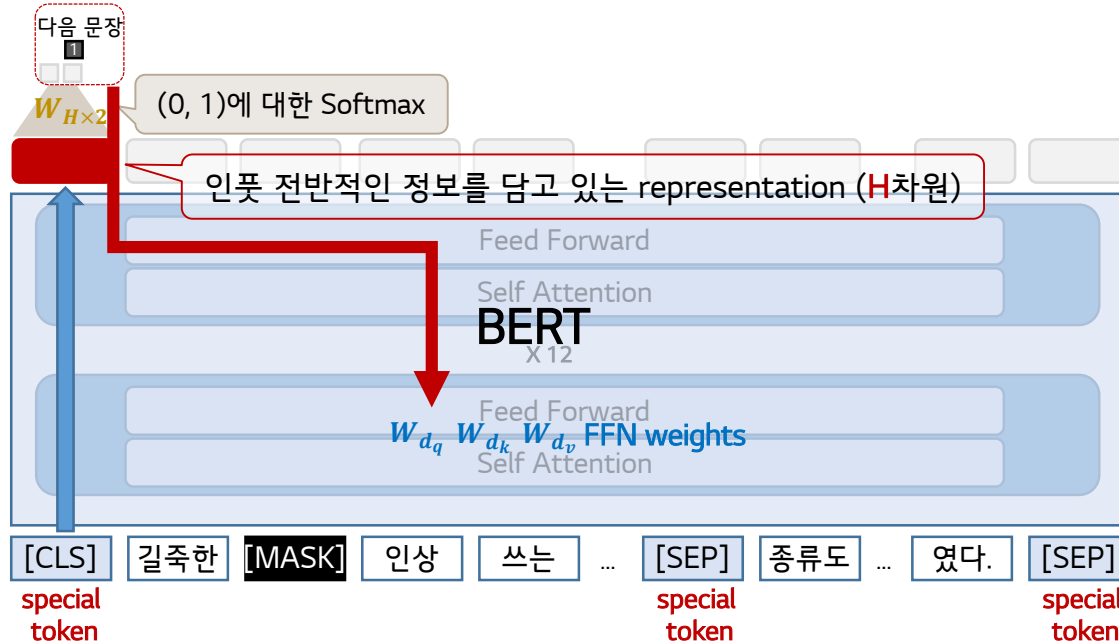 다음 문장
1
W_{H×2}
(0, 1)에 대한 Softmax
인풋 전반적인 정보를 담고 있는 representation (H차원)
Feed Forward
Self Attention
BERT
X 12
Feed Forward
W_{d_q} W_{d_k} W_{d_v} FFN weights
Self Attention
[CLS] 길죽한 [MASK] 인상 쓰는 ... [SEP] 종류도 ... 였다. [SEP]
special special special
token token token